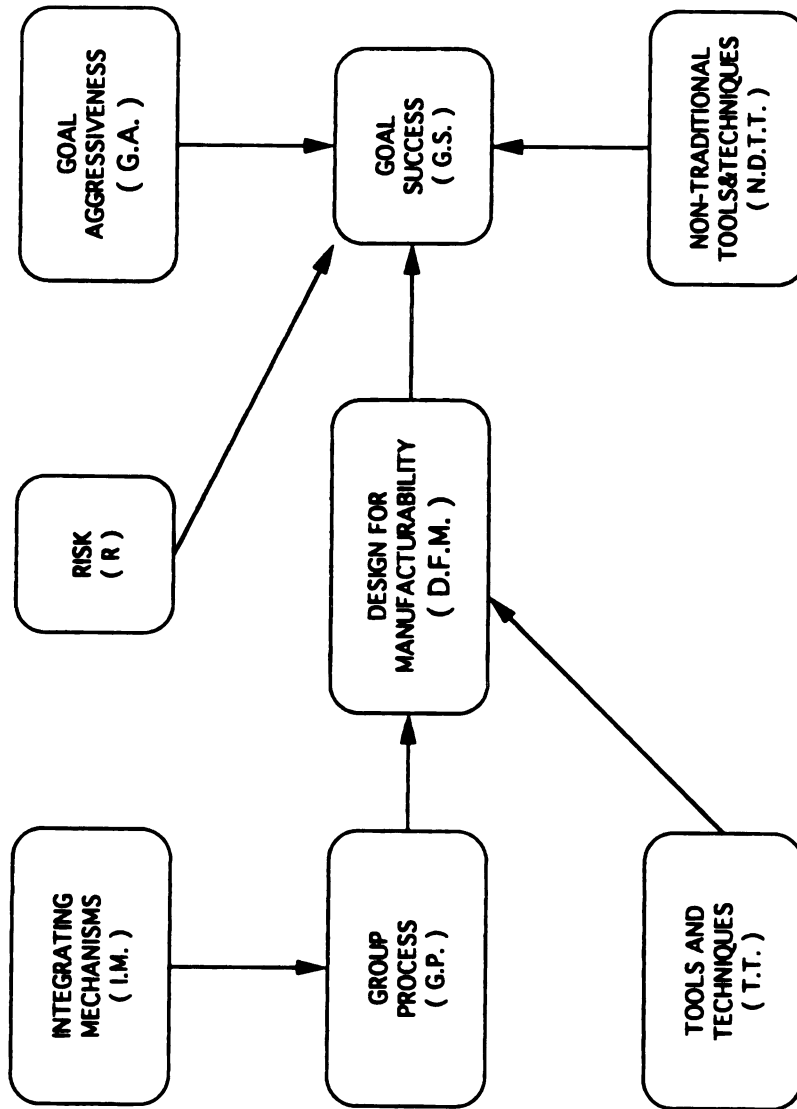 INTEGRATING
MECHANISMS
( I.M. )
RISK
( R )
GOAL
AGGRESSIVENESS
( G.A. )
GROUP
PROCESS
( G.P. )
DESIGN FOR
MANUFACTURABILITY
( D.F.M. )
GOAL
SUCCESS
( G.S. )
TOOLS AND
TECHNIQUES
( T.T. )
NON-TRADITIONAL
TOOLS&TECHNIQUES
( N.D.T.T. )